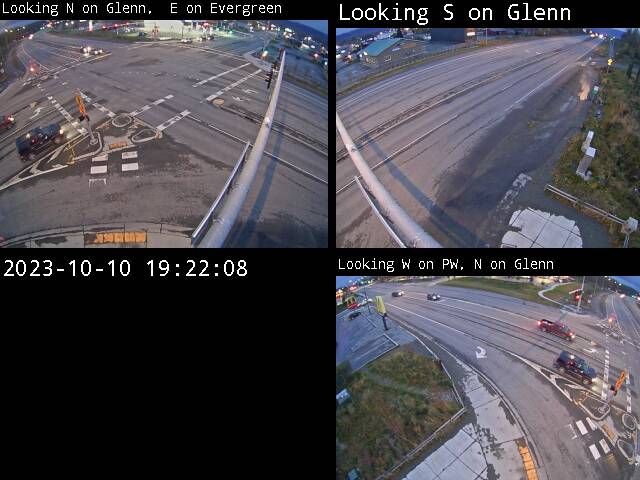 Looking N on Glenn, E on Evergreen
Looking S on Glenn
2023-10-10 19:22:08
Looking W on PW, N on Glenn